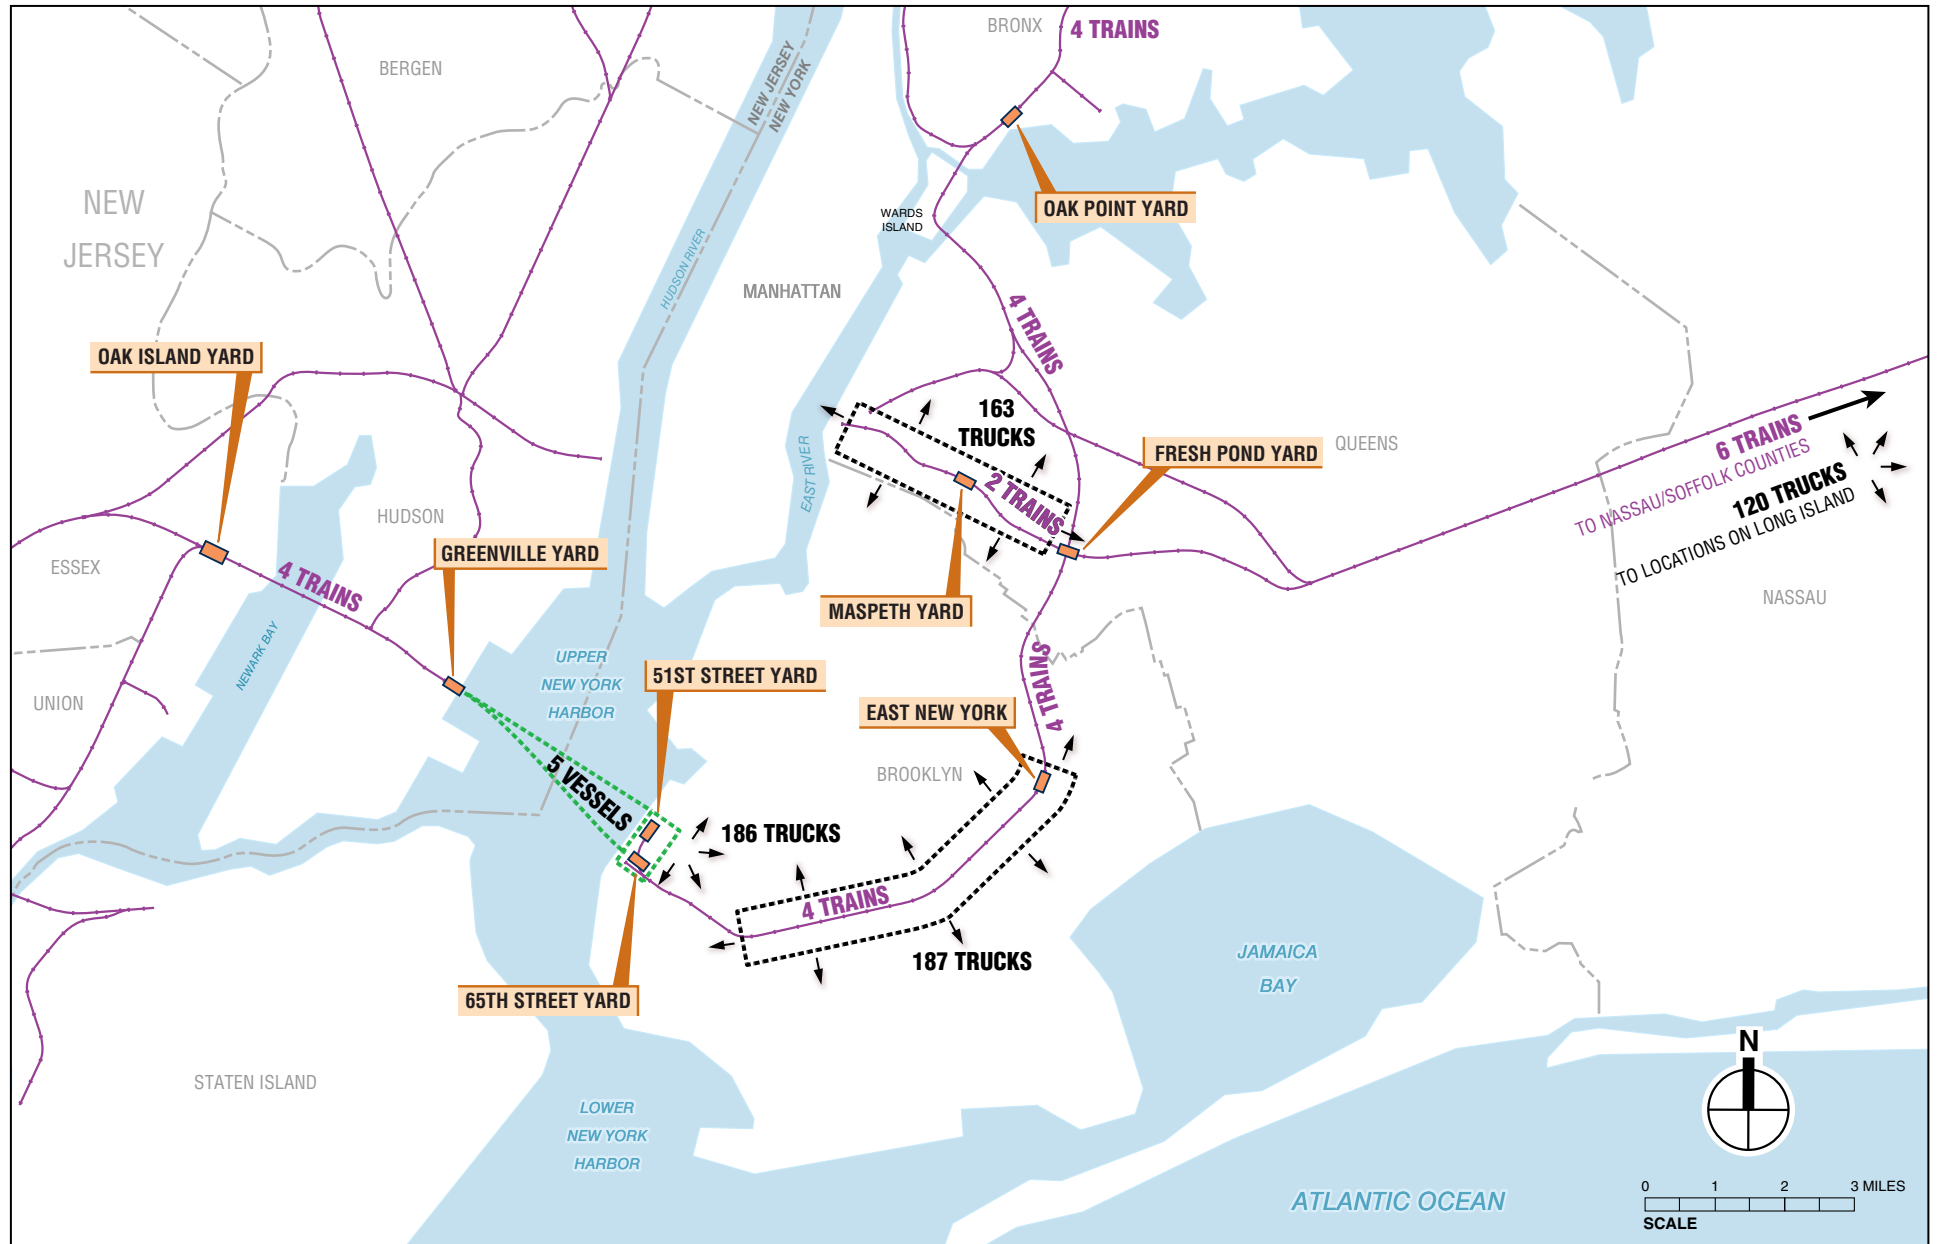 BRONX
4 TRAINS
BERGEN
NEW JERSEY
NEW YORK
NEW
JERSEY
OAK POINT YARD
WARDS
ISLAND
HUDSON RIVER
MANHATTAN
4 TRAINS
OAK ISLAND YARD
163
TRUCKS
EAST RIVER
2 TRAINS
FRESH POND YARD
QUEENS
6 TRAINS
TO NASSAU/SOFFOLK COUNTIES
120 TRUCKS
TO LOCATIONS ON LONG ISLAND
HUDSON
GREENVILLE YARD
ESSEX
4 TRAINS
MASPETH YARD
NASSAU
NEWARK BAY
UPPER
NEW YORK
HARBOR
51ST STREET YARD
4 TRAINS
UNION
EAST NEW YORK
BROOKLYN
5 VESSELS
186 TRUCKS
4 TRAINS
187 TRUCKS
65TH STREET YARD
JAMAICA
BAY
STATEN ISLAND
LOWER
NEW YORK
HARBOR
ATLANTIC OCEAN
N
0 1 2 3 MILES
SCALE